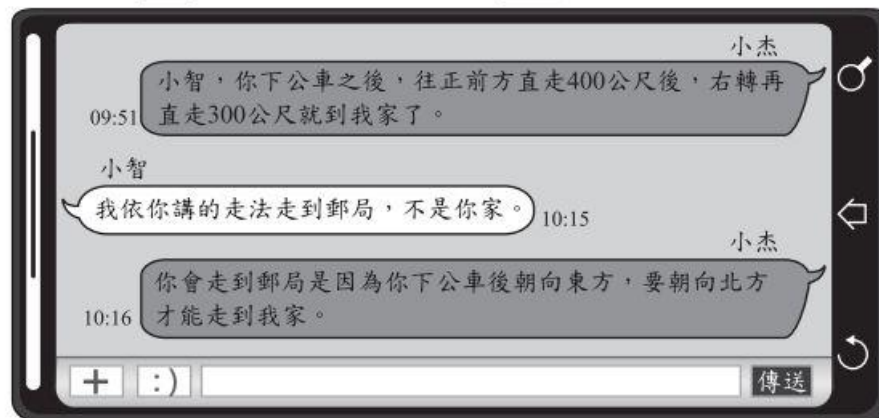 小杰
小智，你下公車之後，往正前方直走400公尺後，右轉再
直走300公尺就到我家了。
09:51
小智
我依你講的走法走到郵局，不是你家。
10:15
小杰
你會走到郵局是因為你下公車後朝向東方，要朝向北方
才能走到我家。
10:16
+
:)
傳送